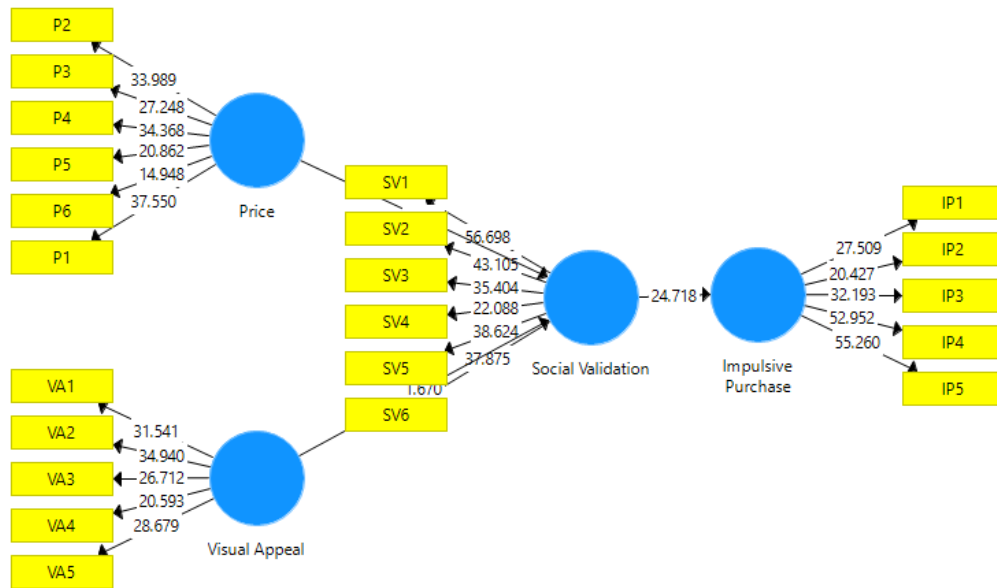 P2
P3
P4
P5
P6
P1
33.989
27.248
34.368
20.862
14.948
37.550
Price
SV1
SV2
SV3
SV4
SV5
SV6
56.698
43.105
35.404
22.088
38.624
37.875
1.670
Social Validation
24.718
Impulsive
Purchase
27.509
20.427
32.193
52.952
55.260
IP1
IP2
IP3
IP4
IP5
VA1
VA2
VA3
VA4
VA5
31.541
34.940
26.712
20.593
28.679
Visual Appeal